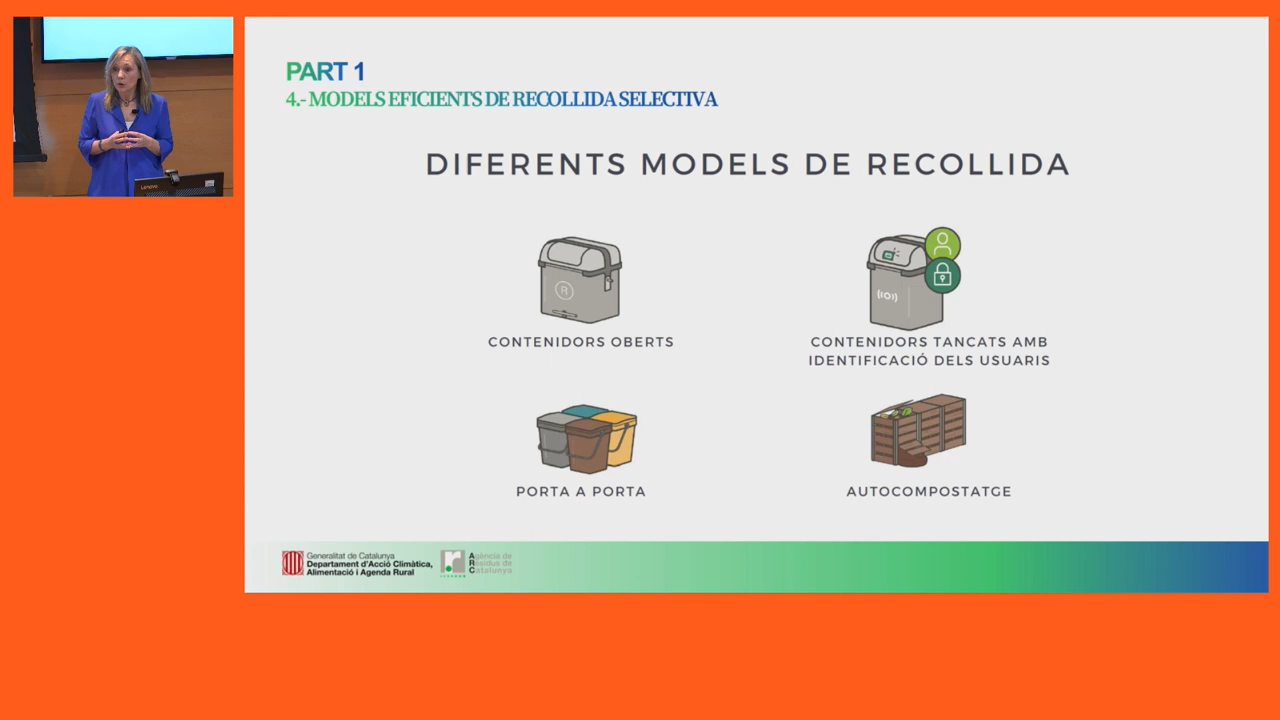 PART 1
4.- MODELS EFICIENTS DE RECOLLIDA SELECTIVA
DIFERENTS MODELS DE RECOLLIDA
R
CONTENIDORS OBERTS
CONTENIDORS TANCATS AMB
IDENTIFICACIÓ DELS USUARIS
PORTA A PORTA
AUTOCOMPOSTATGE
Generalitat de Catalunya
Departament d'Acció Climàtica,
Alimentació i Agenda Rural
Agència de
Residus de
Catalunya
Lenovo